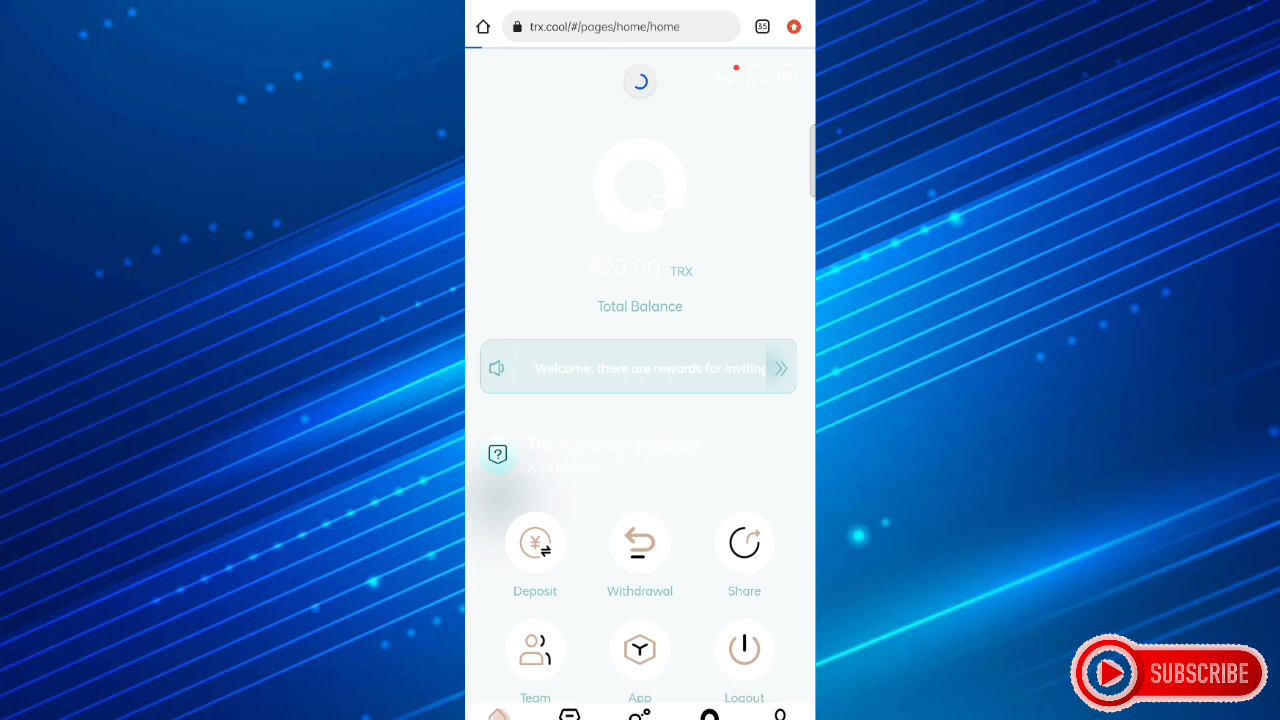 35
trx.cool/#/pages/home/home
820.00 TRX
Total Balance
Welcome, there are rewards for Inviting
The Common problem
2022
Deposit
Withdrawal
Share
Team
App
Logout
SUBSCRIBE